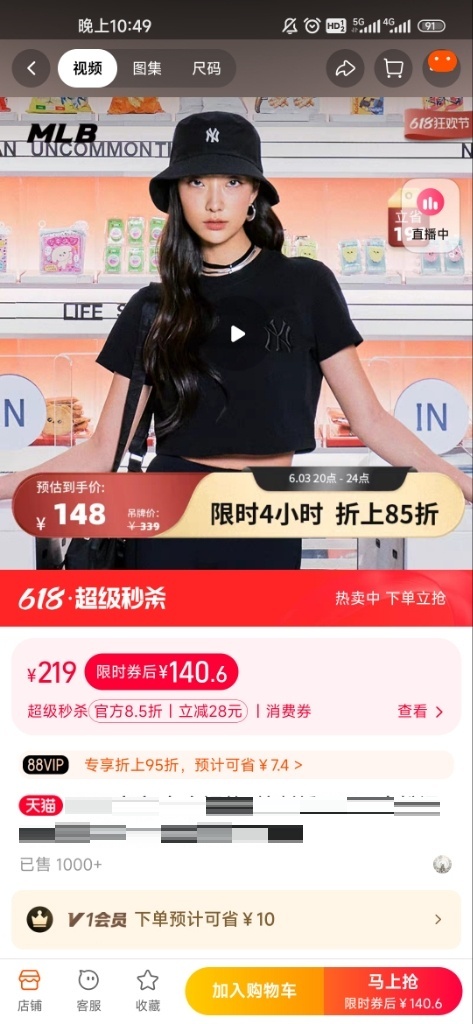 晚上10:49
HD 5G 4G 91
视频 图集 尺码
MLB
618狂欢节
AN UNCOMMON
NY
立省
直播中
LIFE S
NY
N
IN
预估到手价:
¥148 吊牌价: ¥339
6.03 20点 - 24点
限时4小时 折上85折
618·超级秒杀
热卖中 下单立抢
¥219 限时券后¥140.6
超级秒杀 官方8.5折 | 立减28元 | 消费券 查看 >
88VIP 专享折上95折，预计可省¥7.4 >
天猫
已售 1000+
V1会员 下单预计可省¥10 >
店铺 客服 收藏
加入购物车
马上抢
限时券后¥140.6